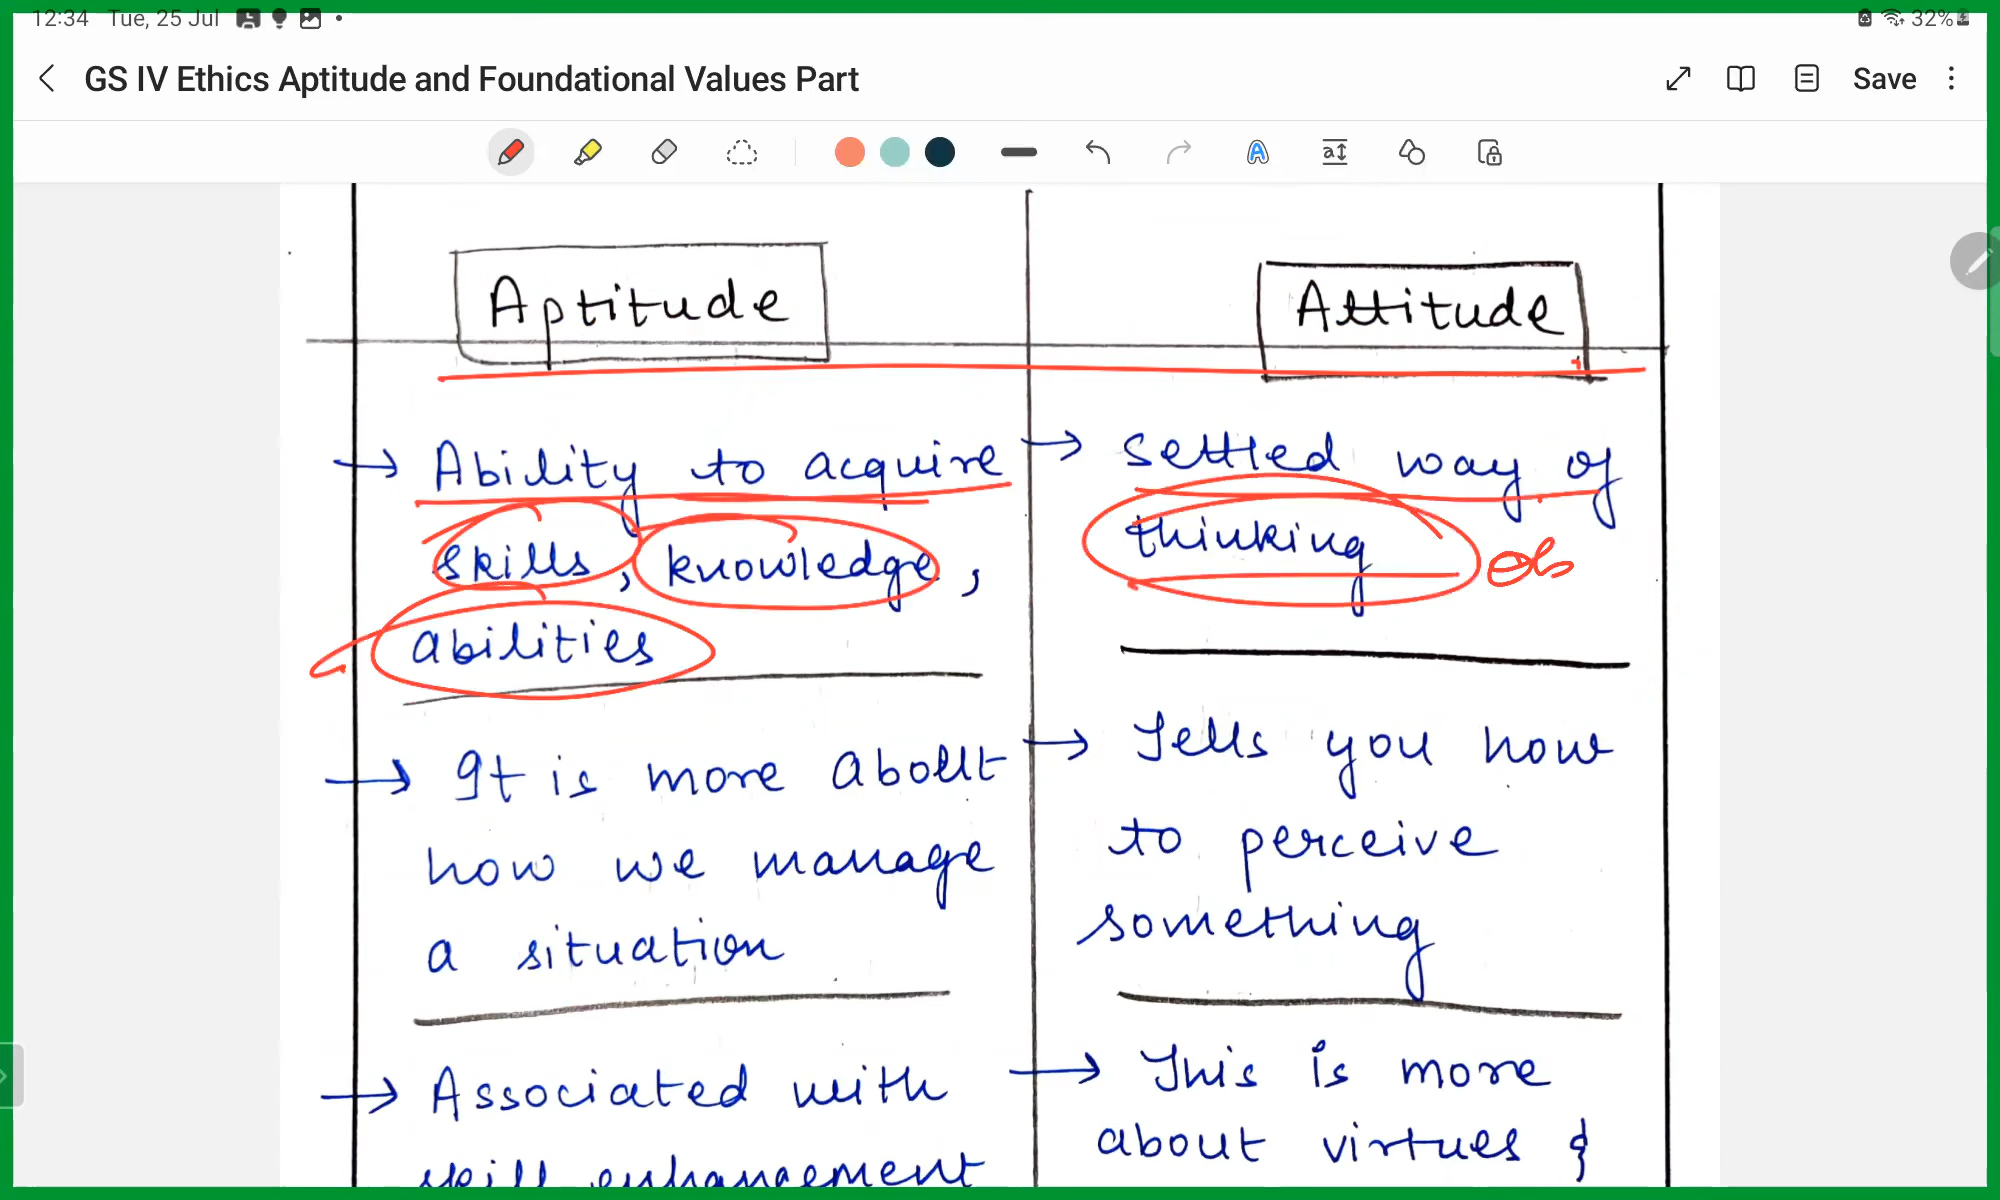 12:34 Tue, 25 Jul
32%
GS IV Ethics Aptitude and Foundational Values Part
Save
Aptitude
Attitude
→ Ability to acquire
skills, knowledge,
abilities
→ settled way of
thinking
→ It is more about
how we manage
a situation
→ Tells you how
to perceive
something
→ Associated with
skill enhancement
→ This is more
about virtues &